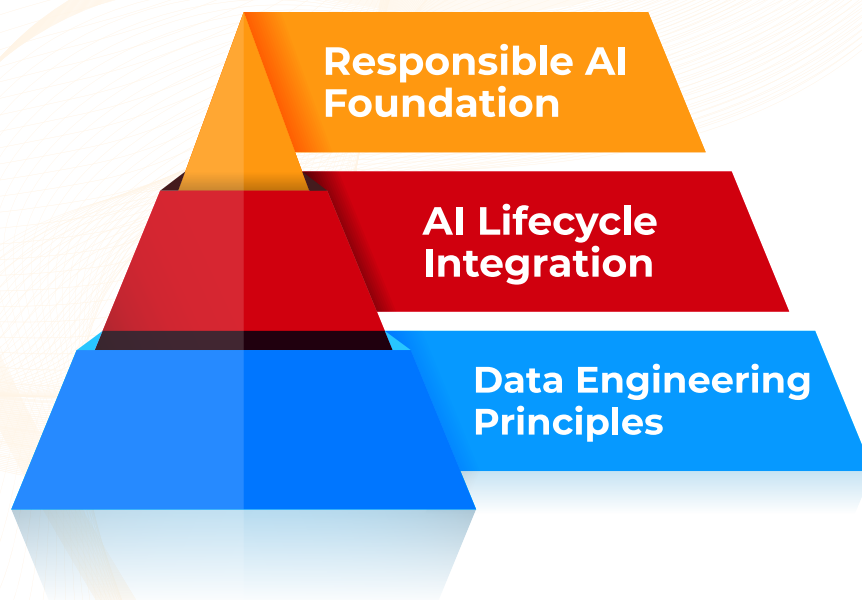 Responsible AI
Foundation
AI Lifecycle
Integration
Data Engineering
Principles